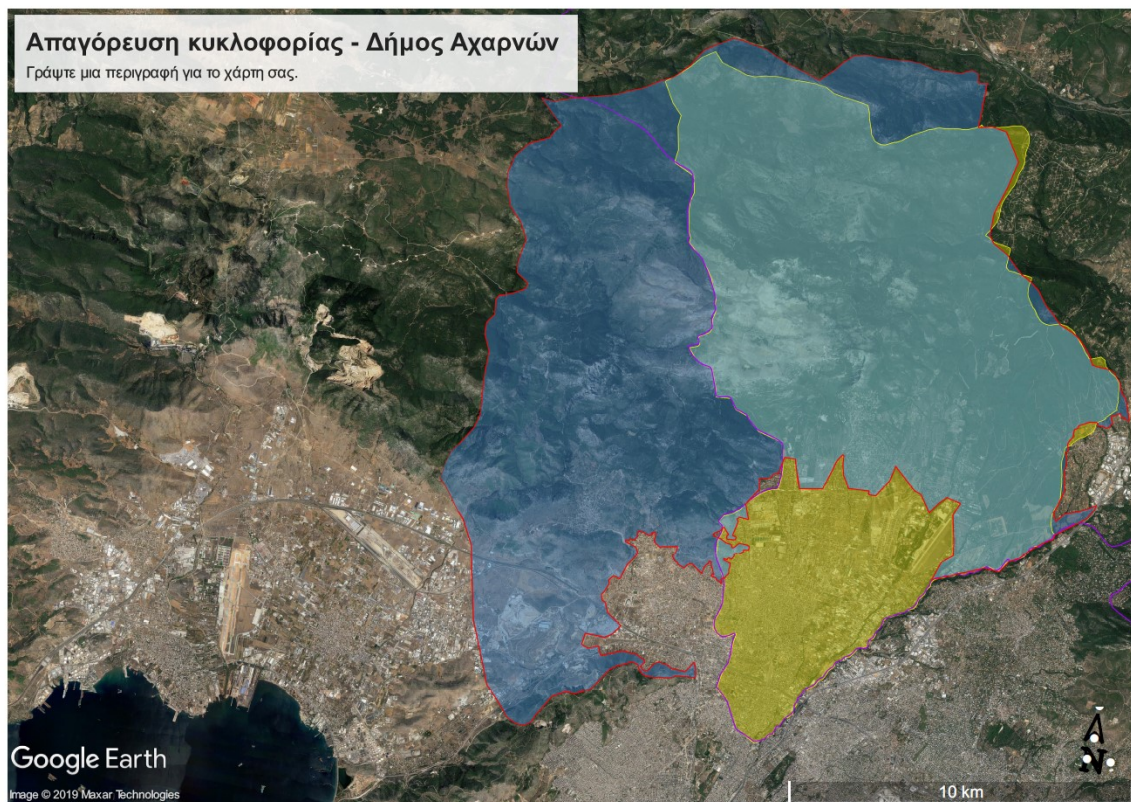 Απαγόρευση κυκλοφορίας - Δήμος Αχαρνών
Γράψτε μια περιγραφή για το χάρτη σας.
Google Earth
Image © 2019 Maxar Technologies
10 km
N